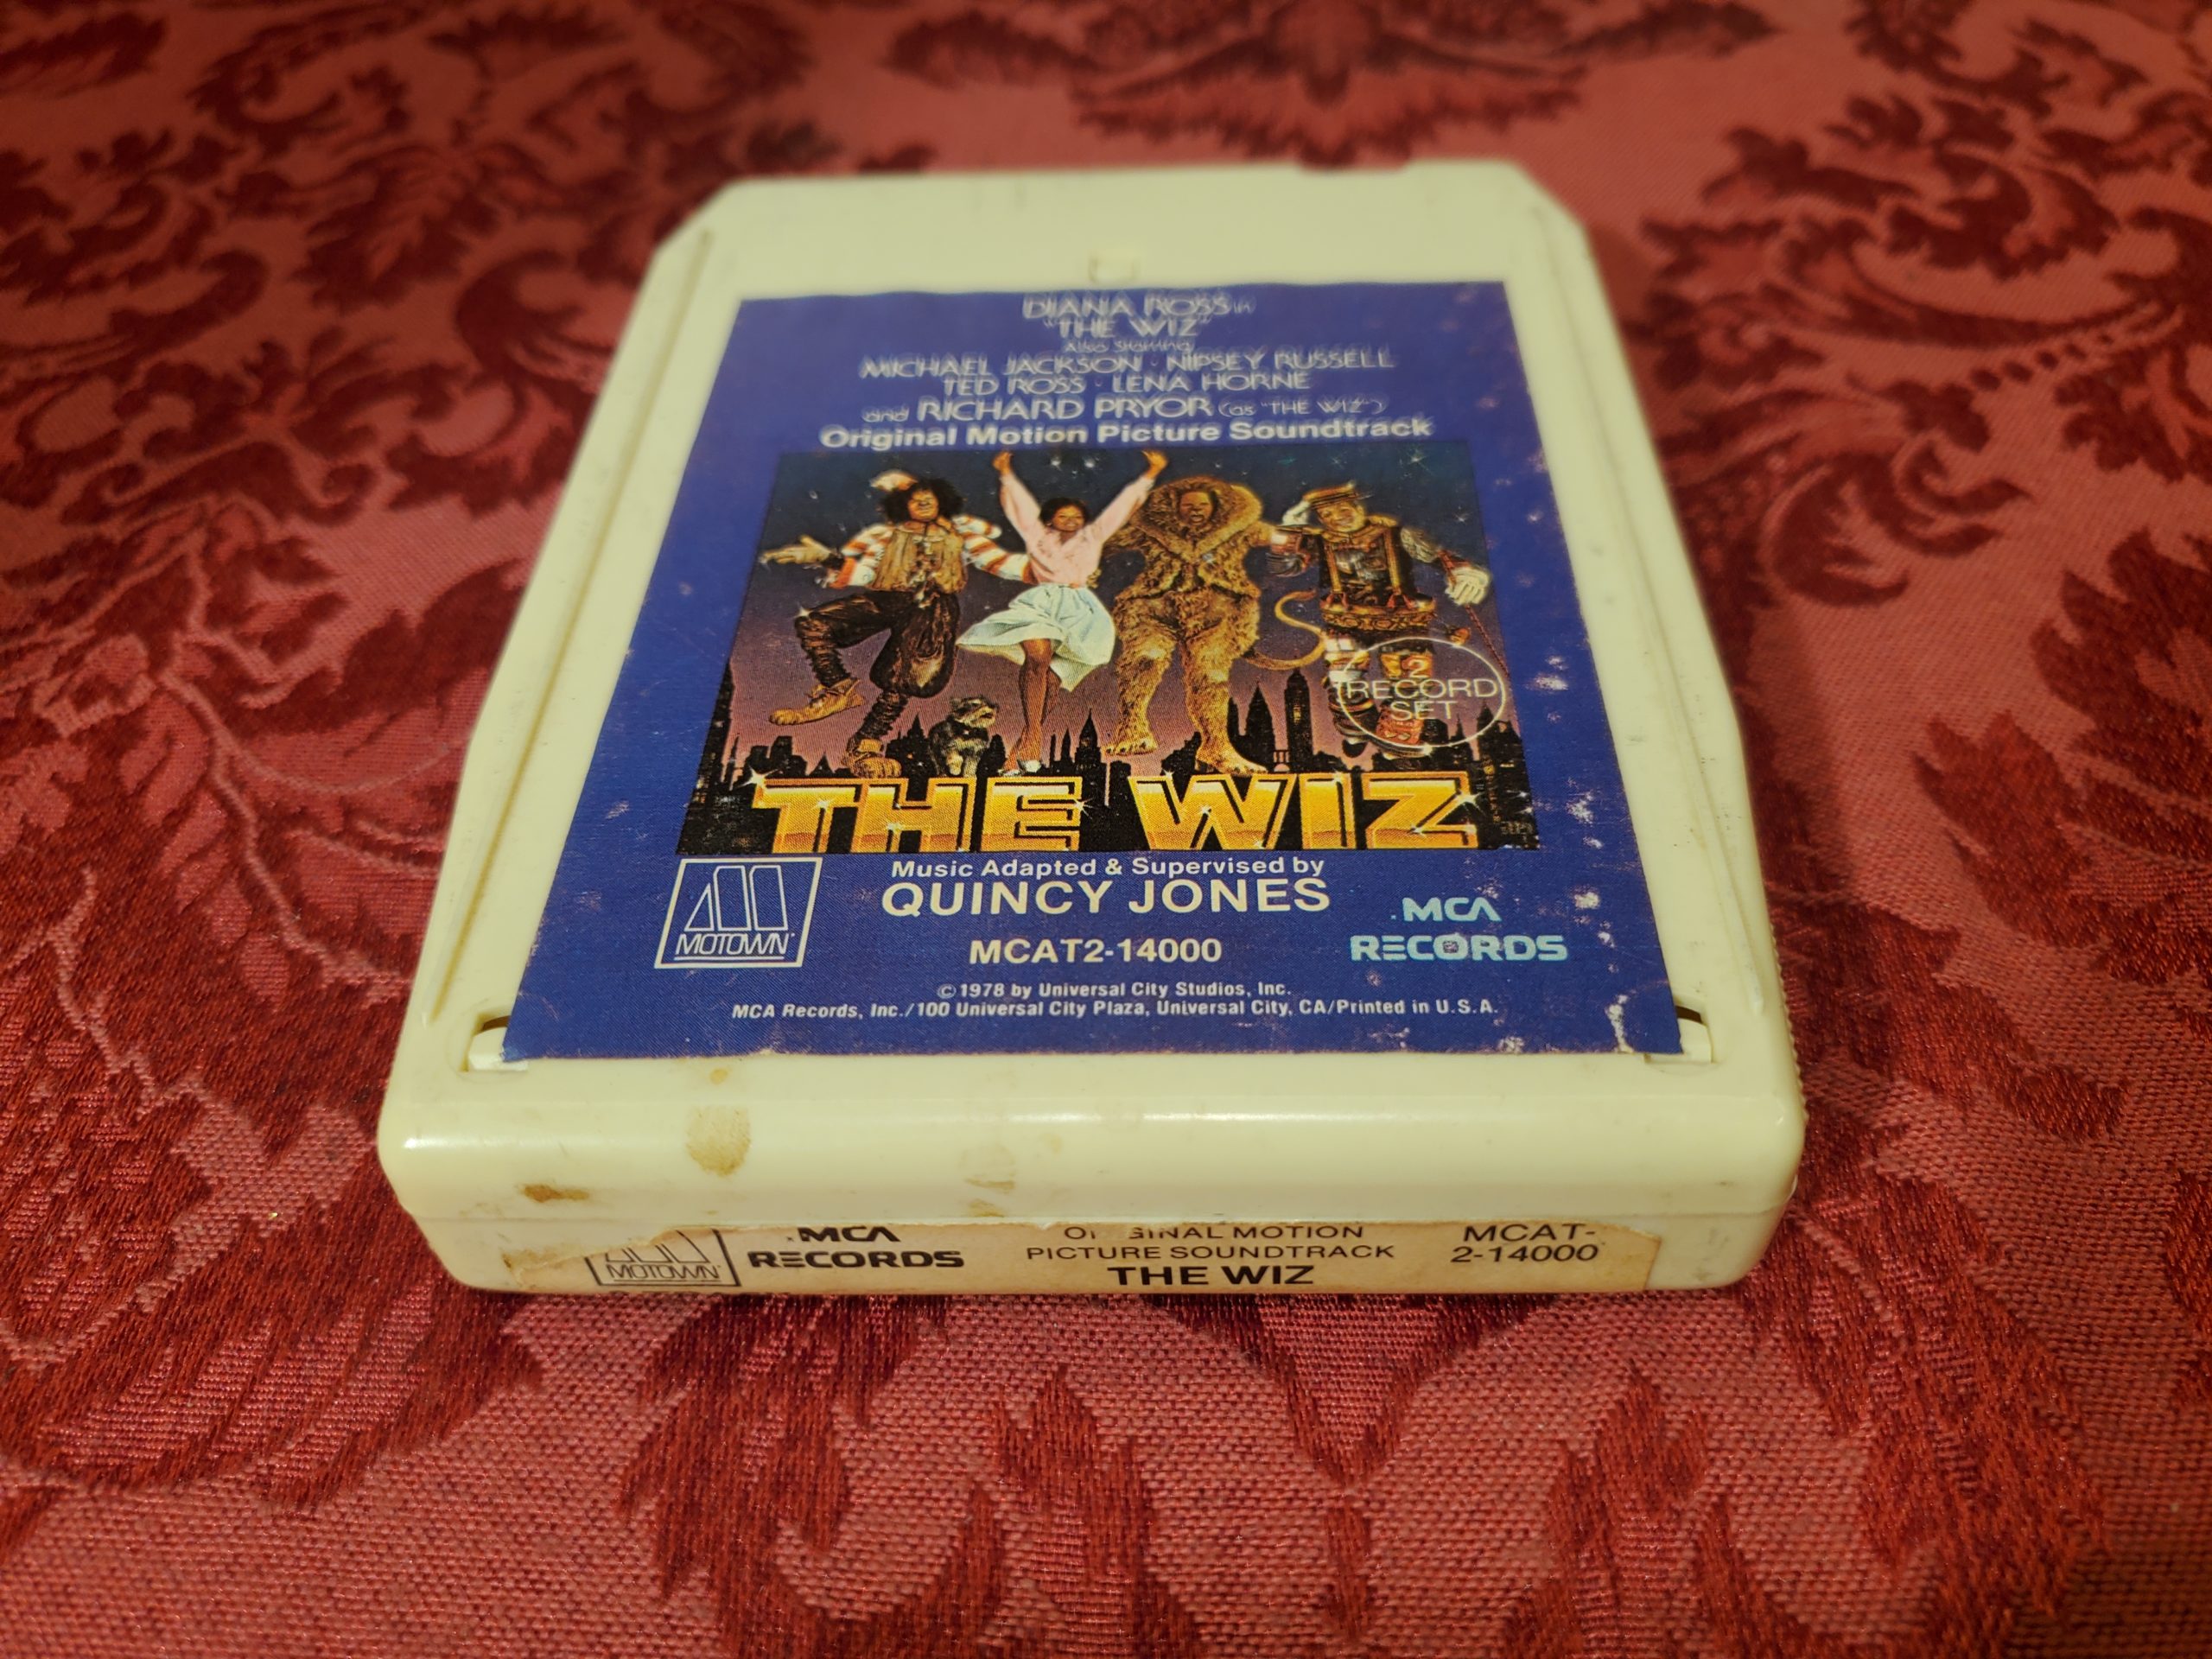 DIANA ROSS in
"THE WIZ"
Also Starring
MICHAEL JACKSON · NIPSEY RUSSELL
TED ROSS · LENA HORNE
and RICHARD PRYOR (as "THE WIZ")
Original Motion Picture Soundtrack
2
RECORD
SET
THE WIZ
Music Adapted & Supervised by
QUINCY JONES
MOTOWN
MCAT2-14000
MCA
RECORDS
© 1978 by Universal City Studios, Inc.
MCA Records, Inc./100 Universal City Plaza, Universal City, CA/Printed in U.S.A.
MOTOWN
MCA
RECORDS
MOTION
PICTURE SOUNDTRACK
THE WIZ
MCAT-
2-14000